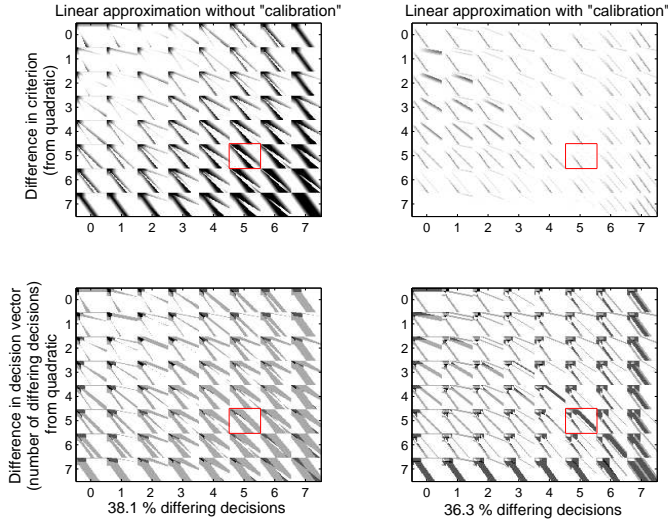 Linear approximation without "calibration"
Linear approximation with "calibration"
Difference in criterion
(from quadratic)
0
1
2
3
4
5
6
7
0 1 2 3 4 5 6 7
0
1
2
3
4
5
6
7
0 1 2 3 4 5 6 7
Difference in decision vector
(number of differing decisions)
from quadratic
0
1
2
3
4
5
6
7
0 1 2 3 4 5 6 7
38.1 % differing decisions
0
1
2
3
4
5
6
7
0 1 2 3 4 5 6 7
36.3 % differing decisions